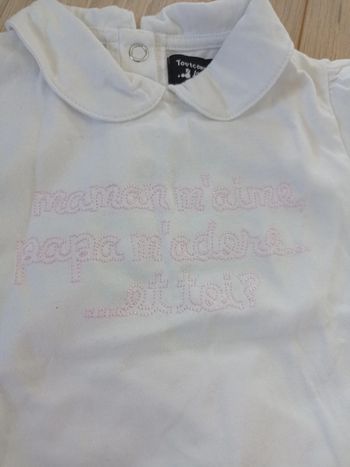 maman m'aime,
papa m'adore...
...et toi?